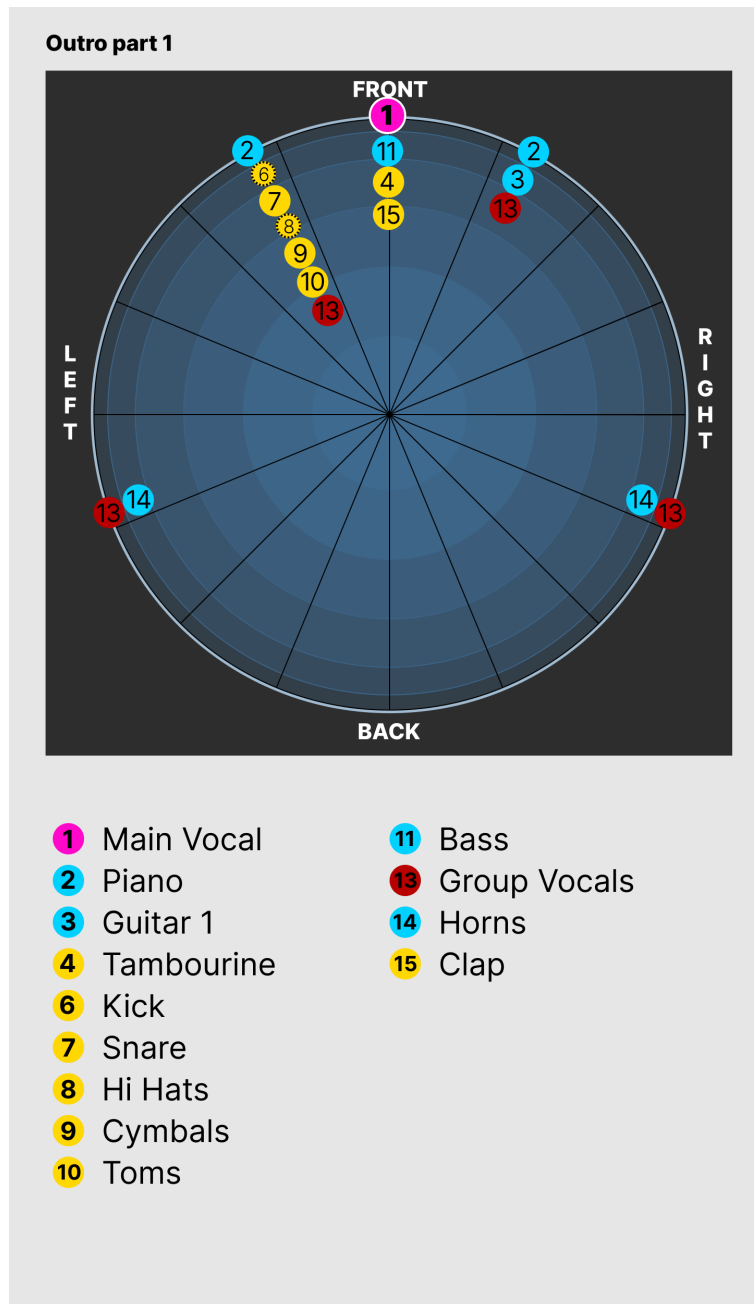 Outro part 1
FRONT
1
2
11
2
6
4
3
7
15
13
8
9
10
13
LEFT
RIGHT
14
13
14
13
BACK
1 Main Vocal
2 Piano
3 Guitar 1
4 Tambourine
6 Kick
7 Snare
8 Hi Hats
9 Cymbals
10 Toms
11 Bass
13 Group Vocals
14 Horns
15 Clap